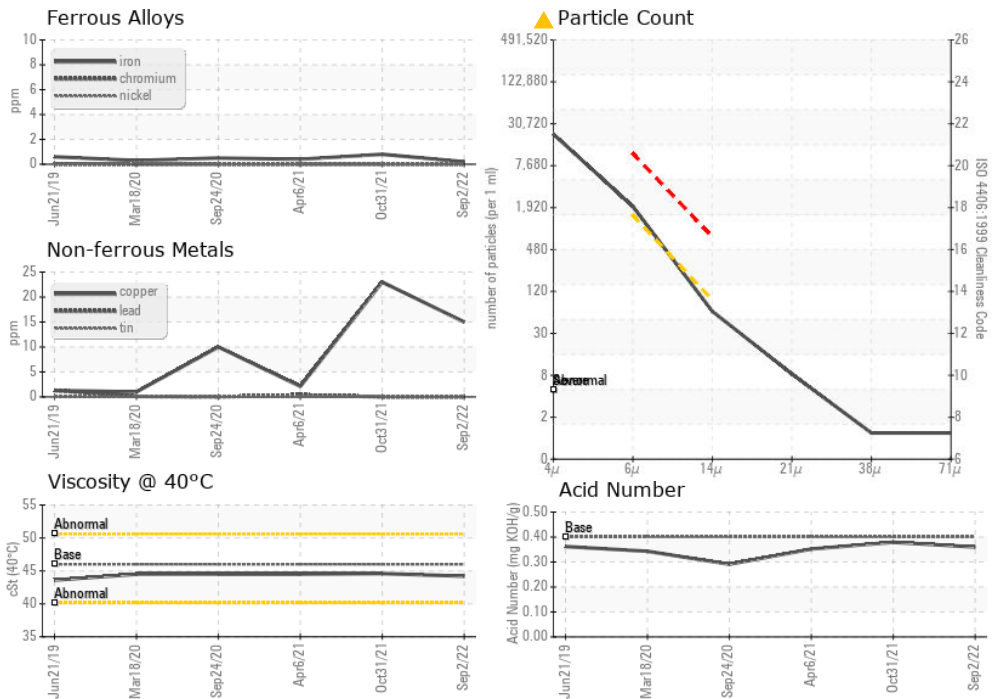 Ferrous Alloys
10
8
6
4
2
0
ppm
iron
chromium
nickel
Jun21/19
Mar18/20
Sep24/20
Apr6/21
Oct31/21
Sep2/22
Non-ferrous Metals
25
20
15
10
5
0
ppm
copper
lead
tin
Jun21/19
Mar18/20
Sep24/20
Apr6/21
Oct31/21
Sep2/22
Viscosity @ 40°C
55
50
45
40
35
cSt (40°C)
Abnormal
Base
Abnormal
Jun21/19
Mar18/20
Sep24/20
Apr6/21
Oct31/21
Sep2/22
Particle Count
491,520
122,880
30,720
7,680
1,920
480
120
30
8
2
0
number of particles (per 1 ml)
26
24
22
20
18
16
14
12
10
8
6
ISO 4406:1999 Cleanliness Code
Abnormal
4µ
6µ
14µ
21µ
38µ
71µ
Acid Number
0.50
0.40
0.30
0.20
0.10
0.00
Acid Number (mg KOH/g)
Base
Jun21/19
Mar18/20
Sep24/20
Apr6/21
Oct31/21
Sep2/22